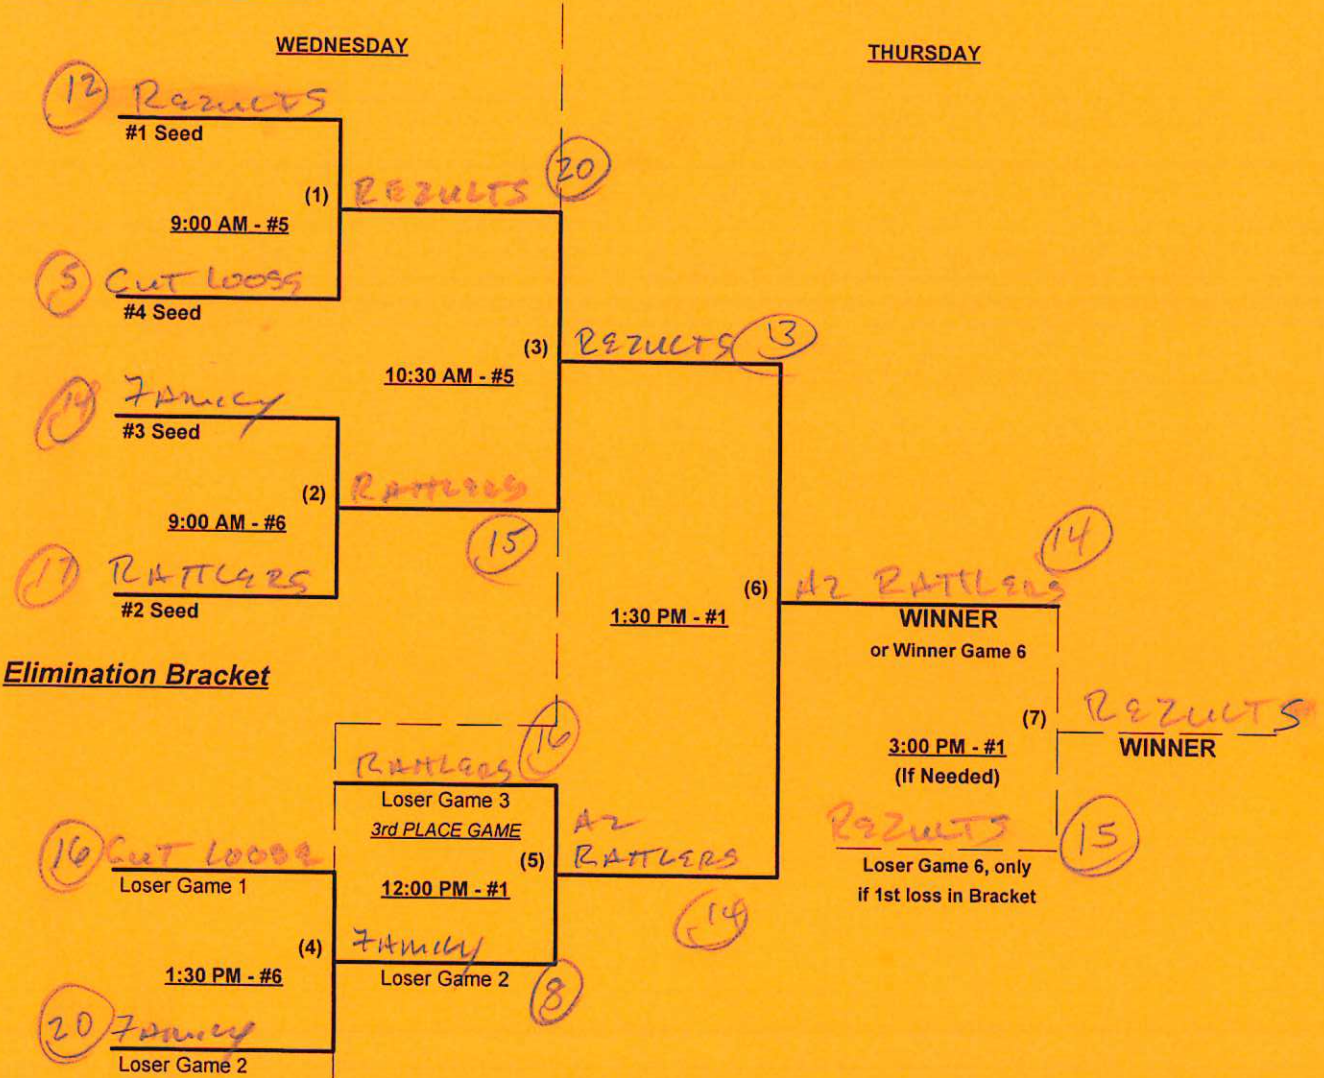 WEDNESDAY
THURSDAY
12 REZULTS
#1 Seed
(1)
9:00 AM - #5
REZULTS 20
5 CUT LOOSE
#4 Seed
(3)
10:30 AM - #5
REZULTS 13
FAMILY
#3 Seed
(2)
9:00 AM - #6
RATTLERS
15
17 RATTLERS
#2 Seed
(6)
1:30 PM - #1
AZ RATTLERS 14
WINNER
or Winner Game 6
Elimination Bracket
(7)
3:00 PM - #1
(If Needed)
REZULTS
WINNER
RATTLERS 16
Loser Game 3
3rd PLACE GAME
(5)
12:00 PM - #1
AZ
RATTLERS
14
REZULTS 15
Loser Game 6, only
if 1st loss in Bracket
16 CUT LOOSE
Loser Game 1
(4)
1:30 PM - #6
FAMILY
Loser Game 2
8
20 FAMILY
Loser Game 2